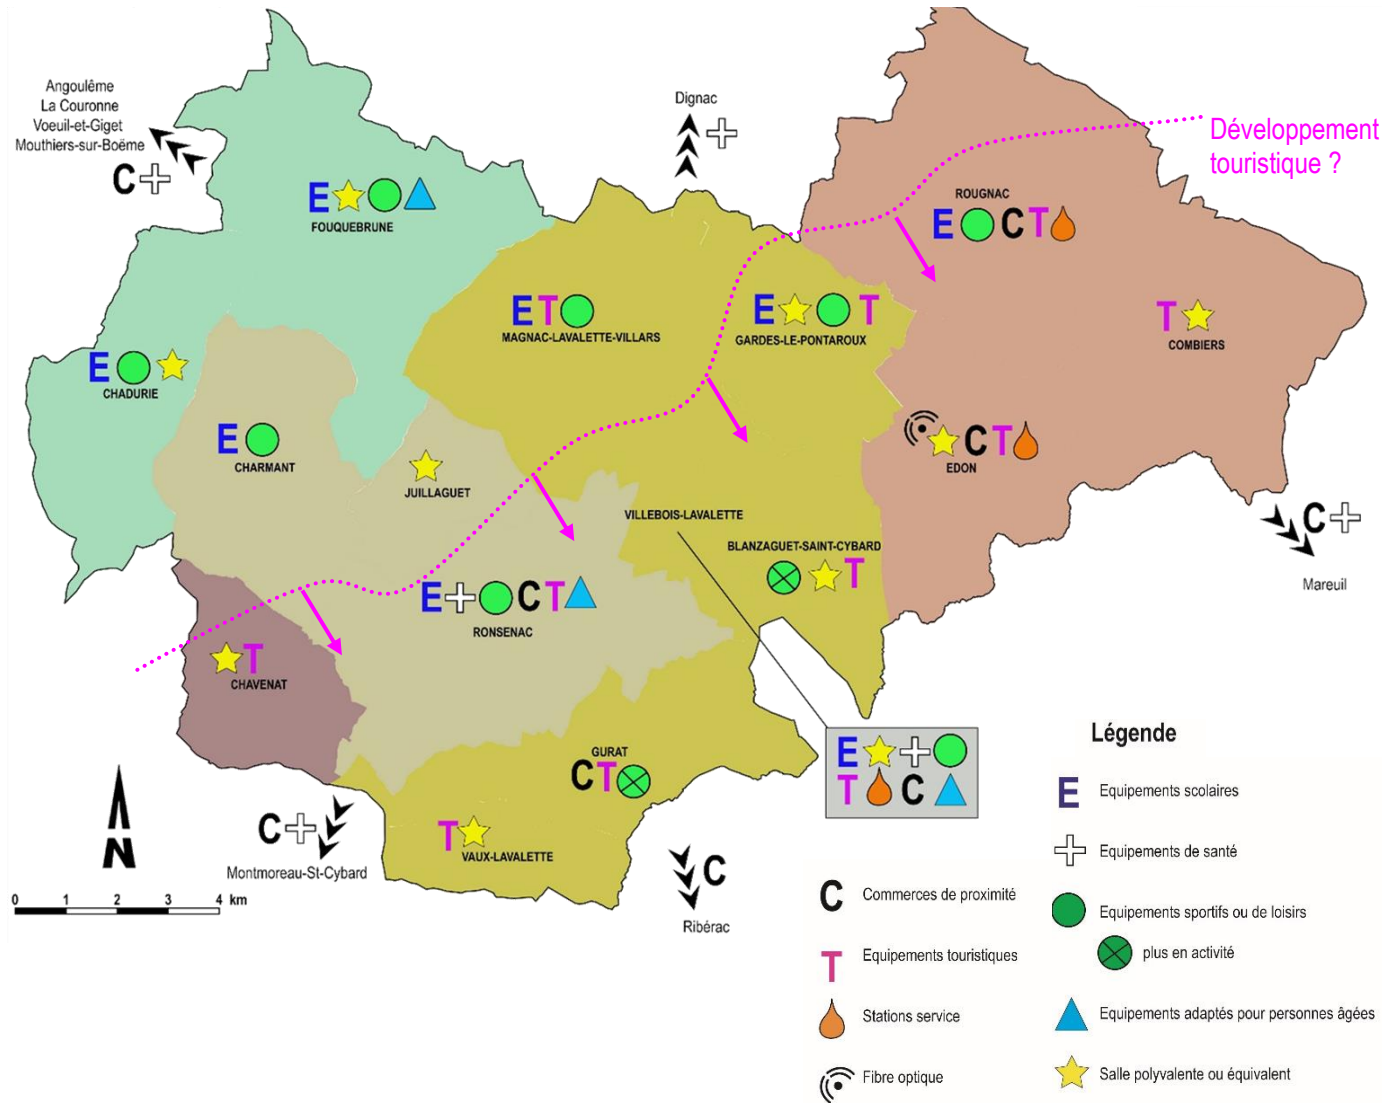 Angoulême
La Couronne
Voeuil-et-Giget
Mouthiers-sur-Boëme
C
Dignac
Développement
touristique ?
E
FOUQUEBRUNE
ROUGNAC
E C T
E T
MAGNAC-LAVALETTE-VILLARS
E T
GARDES-LE-PONTAROUX
T
COMBIERS
E
CHADURIE
E
CHARMANT
JUILLAGUET
C T
EDON
VILLEBOIS-LAVALETTE
BLANZAGUET-SAINT-CYBARD
T
C
Mareuil
E C T
RONSENAC
T
CHAVENAT
GURAT
C T
E
T C
C
Montmoreau-St-Cybard
T
VAUX-LAVALETTE
C
Ribérac
N
0 1 2 3 4 km
Légende
E Equipements scolaires
Equipements de santé
C Commerces de proximité
Equipements sportifs ou de loisirs
plus en activité
T Equipements touristiques
Stations service
Equipements adaptés pour personnes âgées
Fibre optique
Salle polyvalente ou équivalent